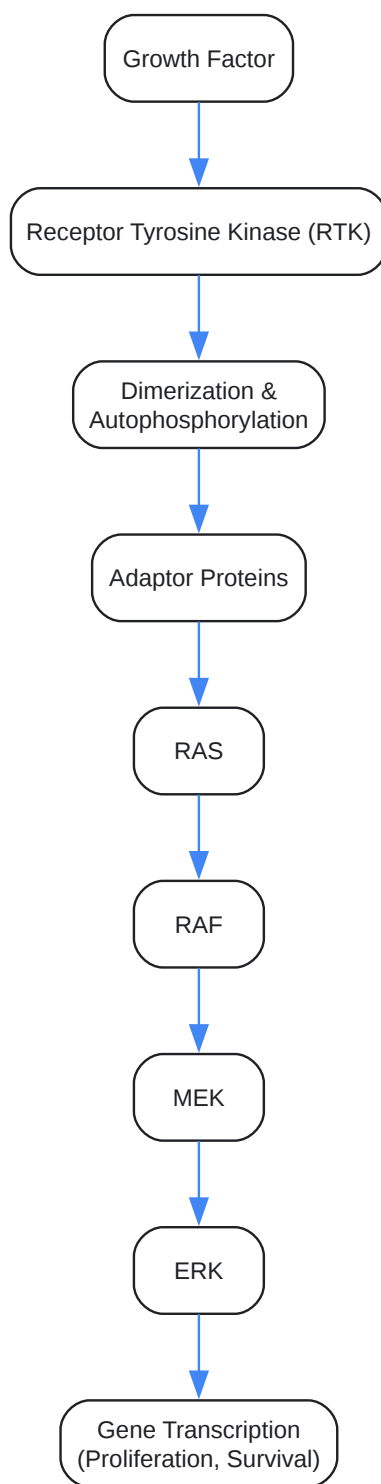 Growth Factor
Receptor Tyrosine Kinase (RTK)
Dimerization &
Autophosphorylation
Adaptor Proteins
RAS
RAF
MEK
ERK
Gene Transcription
(Proliferation, Survival)